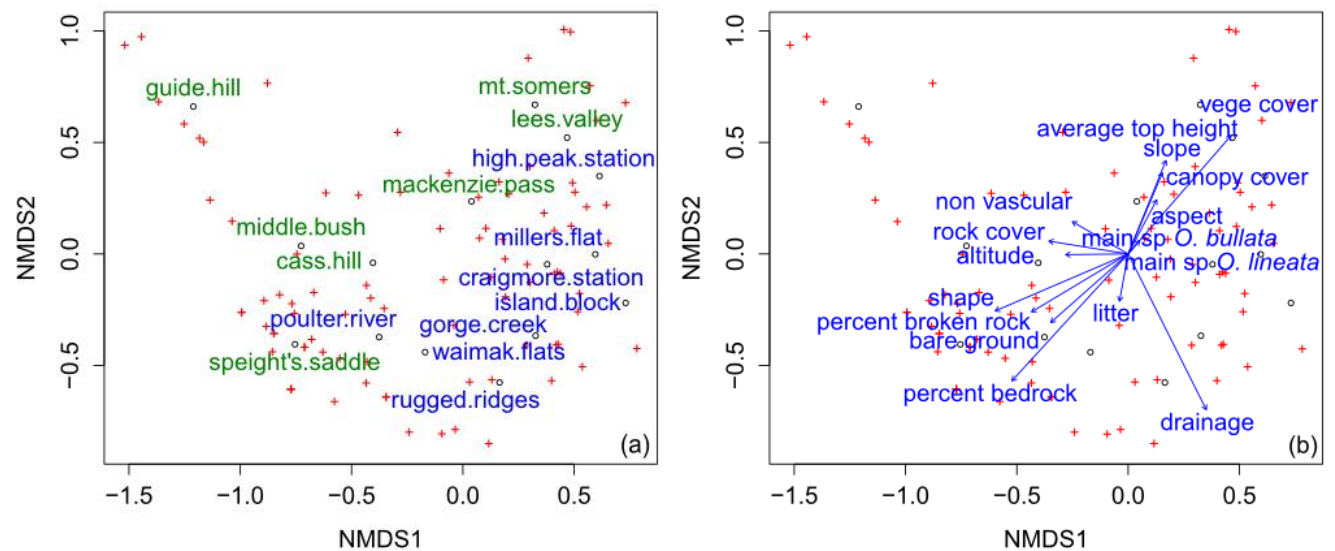 NMDS2
1.0
0.5
0.0
−0.5
guide.hill
mt.somers
lees.valley
high.peak.station
mackenzie.pass
middle.bush
millers.flat
cass.hill
craigmore.station
island.block
poulter.river
gorge.creek
waimak.flats
speight's.saddle
rugged.ridges
(a)
−1.5 −1.0 −0.5 0.0 0.5
NMDS1
NMDS2
1.0
0.5
0.0
−0.5
vege cover
average top height
slope
canopy cover
non vascular
aspect
rock cover
main sp O. bullata
altitude
main sp O. lineata
shape
litter
percent broken rock
bare ground
percent bedrock
drainage
(b)
−1.5 −1.0 −0.5 0.0 0.5
NMDS1